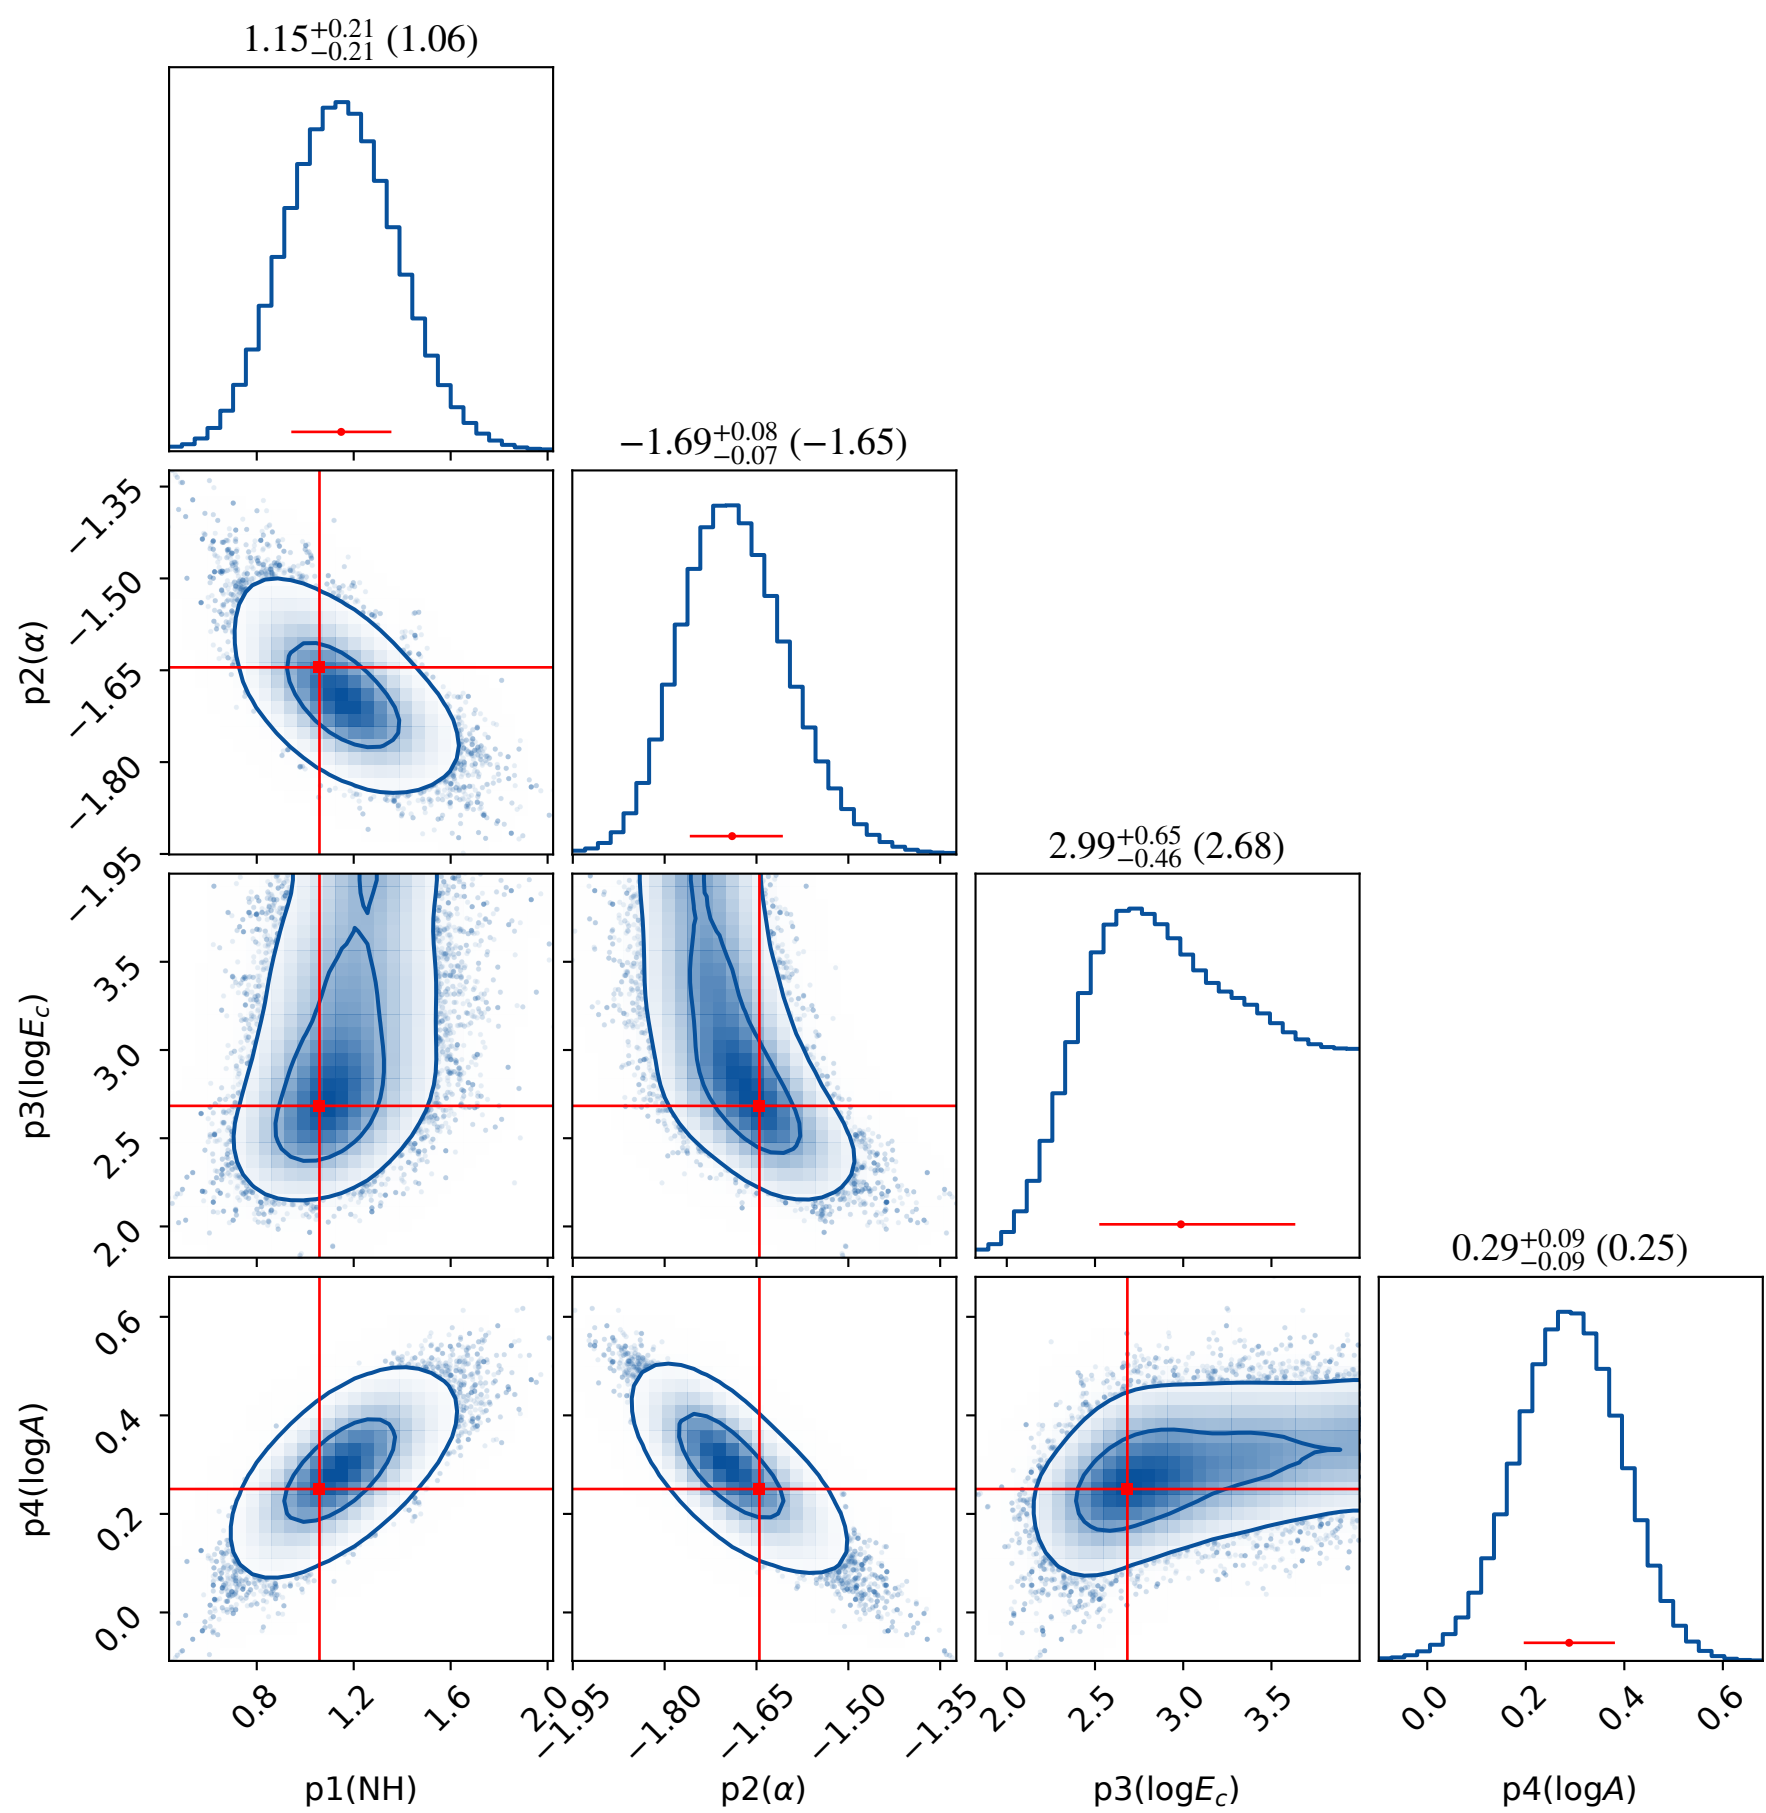 1.15+0.21−0.21 (1.06)
−1.69+0.08−0.07 (−1.65)
2.99+0.65−0.46 (2.68)
0.29+0.09−0.09 (0.25)
p2(α)
−1.35
−1.50
−1.65
−1.80
−1.95
p3(logEc)
3.5
3.0
2.5
2.0
p4(logA)
0.6
0.4
0.2
0.0
0.8 1.2 1.6 2.0
−1.95 −1.80 −1.65 −1.50 −1.35
2.0 2.5 3.0 3.5
0.0 0.2 0.4 0.6
p1(NH)
p2(α)
p3(logEc)
p4(logA)